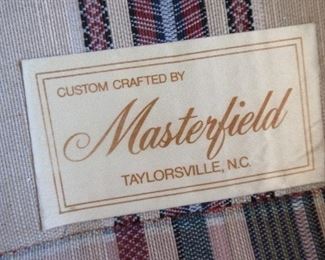 CUSTOM CRAFTED BY
Masterfield
TAYLORSVILLE, N.C.